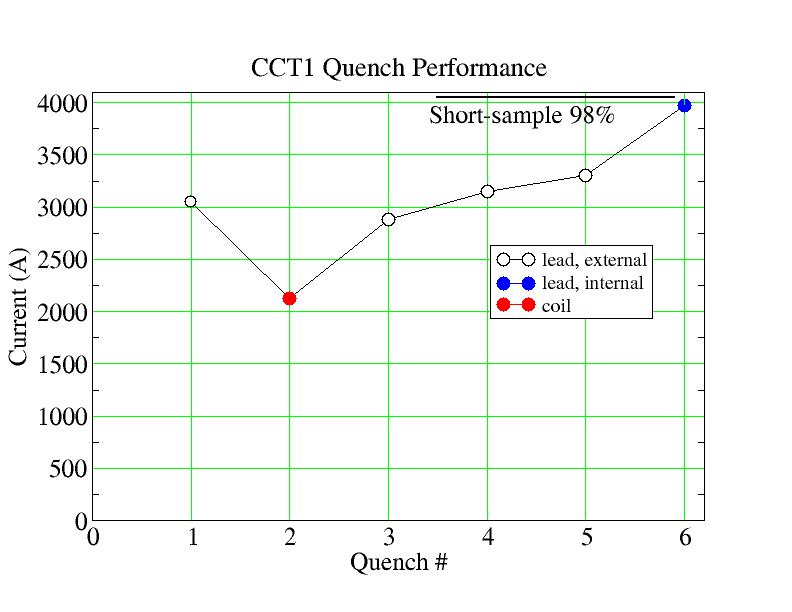 CCT1 Quench Performance
4000
Short-sample 98%
3500
3000
2500
2000
1500
1000
500
0
Current (A)
lead, external
lead, internal
coil
0 1 2 3 4 5 6
Quench #